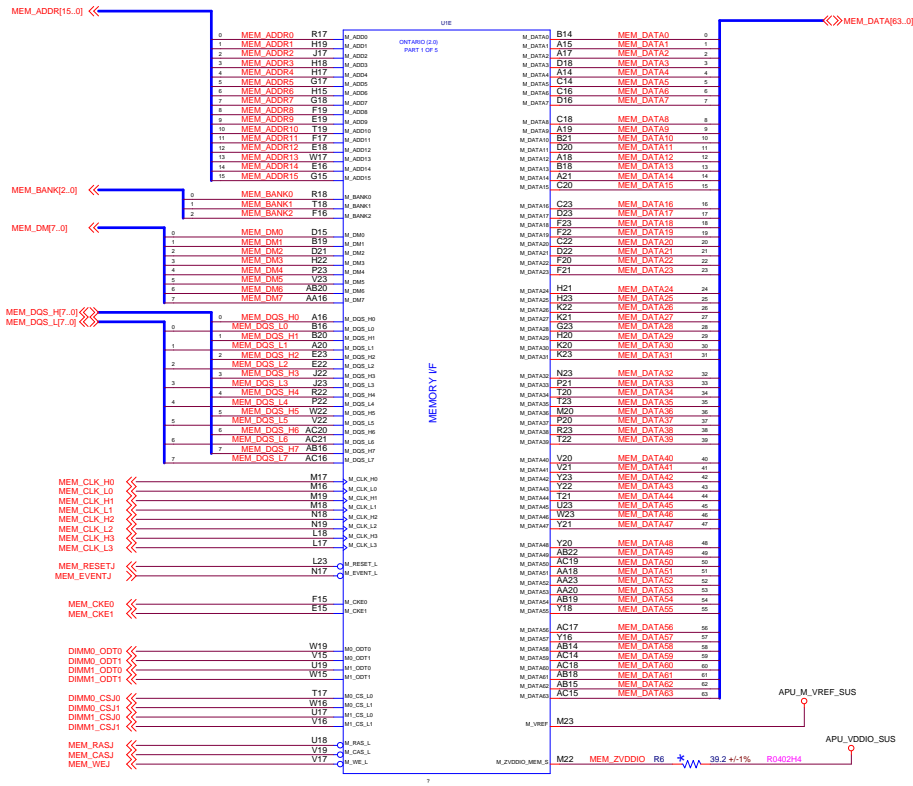 MEM_ADDR[15..0]
MEM_DATA[63..0]
U1E
ONTARIO (2.0)
PART 1 OF 5
MEMORY I/F
0 MEM_ADDR0 R17 M_ADD0
1 MEM_ADDR1 H19 M_ADD1
2 MEM_ADDR2 J17 M_ADD2
3 MEM_ADDR3 H18 M_ADD3
4 MEM_ADDR4 H17 M_ADD4
5 MEM_ADDR5 G17 M_ADD5
6 MEM_ADDR6 H15 M_ADD6
7 MEM_ADDR7 G18 M_ADD7
8 MEM_ADDR8 F19 M_ADD8
9 MEM_ADDR9 E19 M_ADD9
10 MEM_ADDR10 T19 M_ADD10
11 MEM_ADDR11 F17 M_ADD11
12 MEM_ADDR12 E18 M_ADD12
13 MEM_ADDR13 W17 M_ADD13
14 MEM_ADDR14 E16 M_ADD14
15 MEM_ADDR15 G15 M_ADD15
MEM_BANK[2..0]
0 MEM_BANK0 R18 M_BANK0
1 MEM_BANK1 T18 M_BANK1
2 MEM_BANK2 F16 M_BANK2
MEM_DM[7..0]
0 MEM_DM0 D15 M_DM0
1 MEM_DM1 B19 M_DM1
2 MEM_DM2 D21 M_DM2
3 MEM_DM3 H22 M_DM3
4 MEM_DM4 P23 M_DM4
5 MEM_DM5 V23 M_DM5
6 MEM_DM6 AB20 M_DM6
7 MEM_DM7 AA16 M_DM7
MEM_DQS_H[7..0]
MEM_DQS_L[7..0]
0 MEM_DQS_H0 A16 M_DQS_H0
0 MEM_DQS_L0 B16 M_DQS_L0
1 MEM_DQS_H1 B20 M_DQS_H1
1 MEM_DQS_L1 A20 M_DQS_L1
2 MEM_DQS_H2 E23 M_DQS_H2
2 MEM_DQS_L2 E22 M_DQS_L2
3 MEM_DQS_H3 J22 M_DQS_H3
3 MEM_DQS_L3 J23 M_DQS_L3
4 MEM_DQS_H4 R22 M_DQS_H4
4 MEM_DQS_L4 P22 M_DQS_L4
5 MEM_DQS_H5 W22 M_DQS_H5
5 MEM_DQS_L5 V22 M_DQS_L5
6 MEM_DQS_H6 AC20 M_DQS_H6
6 MEM_DQS_L6 AC21 M_DQS_L6
7 MEM_DQS_H7 AB16 M_DQS_H7
7 MEM_DQS_L7 AC16 M_DQS_L7
MEM_CLK_H0 M17 M_CLK_H0
MEM_CLK_L0 M16 M_CLK_L0
MEM_CLK_H1 M19 M_CLK_H1
MEM_CLK_L1 M18 M_CLK_L1
MEM_CLK_H2 N18 M_CLK_H2
MEM_CLK_L2 N19 M_CLK_L2
MEM_CLK_H3 L18 M_CLK_H3
MEM_CLK_L3 L17 M_CLK_L3
MEM_RESETJ L23 M_RESET_L
MEM_EVENTJ N17 M_EVENT_L
MEM_CKE0 F15 M_CKE0
MEM_CKE1 E15 M_CKE1
DIMM0_ODT0 W19 M0_ODT0
DIMM0_ODT1 V15 M0_ODT1
DIMM1_ODT0 U19 M1_ODT0
DIMM1_ODT1 W15 M1_ODT1
DIMM0_CSJ0 T17 M0_CS_L0
DIMM0_CSJ1 W16 M0_CS_L1
DIMM1_CSJ0 U17 M1_CS_L0
DIMM1_CSJ1 V16 M1_CS_L1
MEM_RASJ U18 M_RAS_L
MEM_CASJ V19 M_CAS_L
MEM_WEJ V17 M_WE_L
M_DATA0 B14 MEM_DATA0 0
M_DATA1 A15 MEM_DATA1 1
M_DATA2 A17 MEM_DATA2 2
M_DATA3 D18 MEM_DATA3 3
M_DATA4 A14 MEM_DATA4 4
M_DATA5 C14 MEM_DATA5 5
M_DATA6 C16 MEM_DATA6 6
M_DATA7 D16 MEM_DATA7 7
M_DATA8 C18 MEM_DATA8 8
M_DATA9 A19 MEM_DATA9 9
M_DATA10 B21 MEM_DATA10 10
M_DATA11 D20 MEM_DATA11 11
M_DATA12 A18 MEM_DATA12 12
M_DATA13 B18 MEM_DATA13 13
M_DATA14 A21 MEM_DATA14 14
M_DATA15 C20 MEM_DATA15 15
M_DATA16 C23 MEM_DATA16 16
M_DATA17 D23 MEM_DATA17 17
M_DATA18 F23 MEM_DATA18 18
M_DATA19 F22 MEM_DATA19 19
M_DATA20 C22 MEM_DATA20 20
M_DATA21 D22 MEM_DATA21 21
M_DATA22 F20 MEM_DATA22 22
M_DATA23 F21 MEM_DATA23 23
M_DATA24 H21 MEM_DATA24 24
M_DATA25 H23 MEM_DATA25 25
M_DATA26 K22 MEM_DATA26 26
M_DATA27 K21 MEM_DATA27 27
M_DATA28 G23 MEM_DATA28 28
M_DATA29 H20 MEM_DATA29 29
M_DATA30 K20 MEM_DATA30 30
M_DATA31 K23 MEM_DATA31 31
M_DATA32 N23 MEM_DATA32 32
M_DATA33 P21 MEM_DATA33 33
M_DATA34 T20 MEM_DATA34 34
M_DATA35 T23 MEM_DATA35 35
M_DATA36 M20 MEM_DATA36 36
M_DATA37 P20 MEM_DATA37 37
M_DATA38 R23 MEM_DATA38 38
M_DATA39 T22 MEM_DATA39 39
M_DATA40 V20 MEM_DATA40 40
M_DATA41 V21 MEM_DATA41 41
M_DATA42 Y23 MEM_DATA42 42
M_DATA43 Y22 MEM_DATA43 43
M_DATA44 T21 MEM_DATA44 44
M_DATA45 U23 MEM_DATA45 45
M_DATA46 W23 MEM_DATA46 46
M_DATA47 Y21 MEM_DATA47 47
M_DATA48 Y20 MEM_DATA48 48
M_DATA49 AB22 MEM_DATA49 49
M_DATA50 AC19 MEM_DATA50 50
M_DATA51 AA18 MEM_DATA51 51
M_DATA52 AA23 MEM_DATA52 52
M_DATA53 AA20 MEM_DATA53 53
M_DATA54 AB19 MEM_DATA54 54
M_DATA55 Y18 MEM_DATA55 55
M_DATA56 AC17 MEM_DATA56 56
M_DATA57 Y16 MEM_DATA57 57
M_DATA58 AB14 MEM_DATA58 58
M_DATA59 AC14 MEM_DATA59 59
M_DATA60 AC18 MEM_DATA60 60
M_DATA61 AB18 MEM_DATA61 61
M_DATA62 AB15 MEM_DATA62 62
M_DATA63 AC15 MEM_DATA63 63
APU_M_VREF_SUS
M_VREF M23
APU_VDDIO_SUS
M_ZVDDIO_MEM_S M22 MEM_ZVDDIO R6 * 39.2 +/-1% R0402H4
?